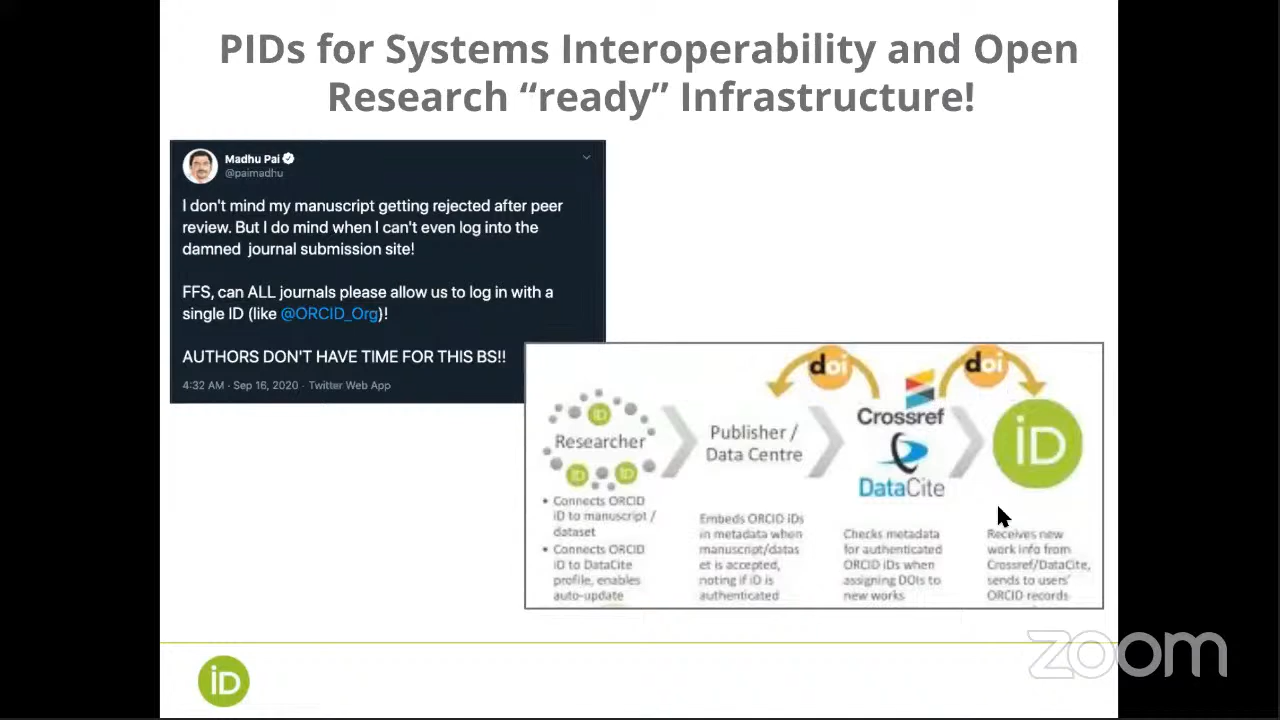 PIDs for Systems Interoperability and Open
Research “ready” Infrastructure!
Madhu Pai
@paimadhu
I don't mind my manuscript getting rejected after peer
review. But I do mind when I can't even log into the
damned journal submission site!
FFS, can ALL journals please allow us to log in with a
single ID (like @ORCID_Org)!
AUTHORS DON'T HAVE TIME FOR THIS BS!!
4:32 AM · Sep 16, 2020 · Twitter Web App
doi
doi
iD
Researcher
iD
iD
Publisher /
Data Centre
Crossref
DataCite
iD
• Connects ORCID
iD to manuscript /
dataset
• Connects ORCID
iD to DataCite
profile, enables
auto-update
Embeds ORCID iDs
in metadata when
manuscript/datas
et is accepted,
noting if iD is
authenticated
Checks metadata
for authenticated
ORCID iDs when
assigning DOIs to
new works
Receives new
work info from
Crossref/DataCite,
sends to users'
ORCID records
iD
zoom